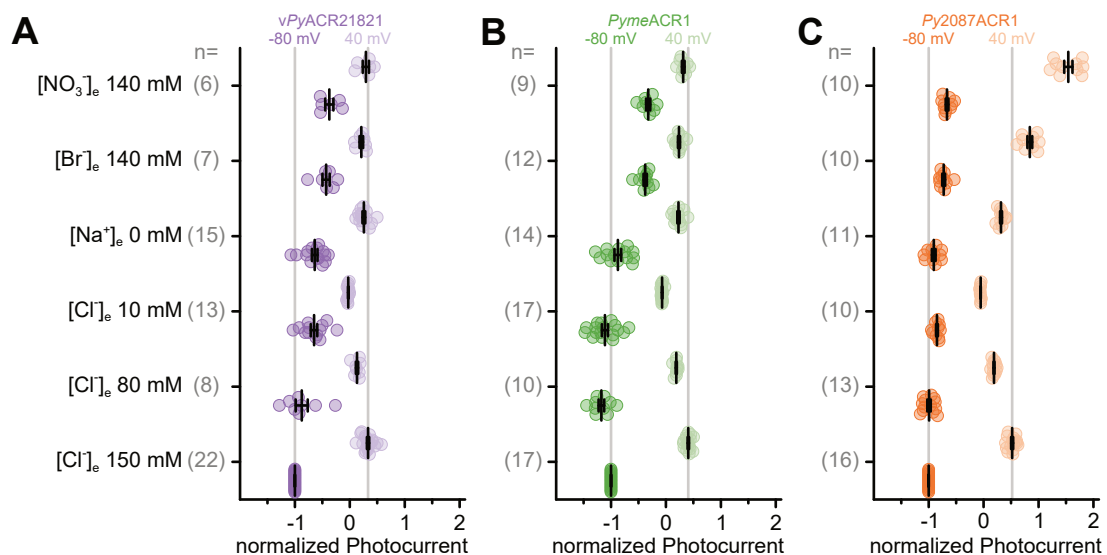 A
vPyACR21821
-80 mV 40 mV
n=
[NO₃⁻]ₑ 140 mM (6)
[Br⁻]ₑ 140 mM (7)
[Na⁺]ₑ 0 mM (15)
[Cl⁻]ₑ 10 mM (13)
[Cl⁻]ₑ 80 mM (8)
[Cl⁻]ₑ 150 mM (22)
-1 0 1 2
normalized Photocurrent
B
PymeACR1
-80 mV 40 mV
n=
(9)
(12)
(14)
(17)
(10)
(17)
-1 0 1 2
normalized Photocurrent
C
Py2087ACR1
-80 mV 40 mV
n=
(10)
(10)
(11)
(10)
(13)
(16)
-1 0 1 2
normalized Photocurrent